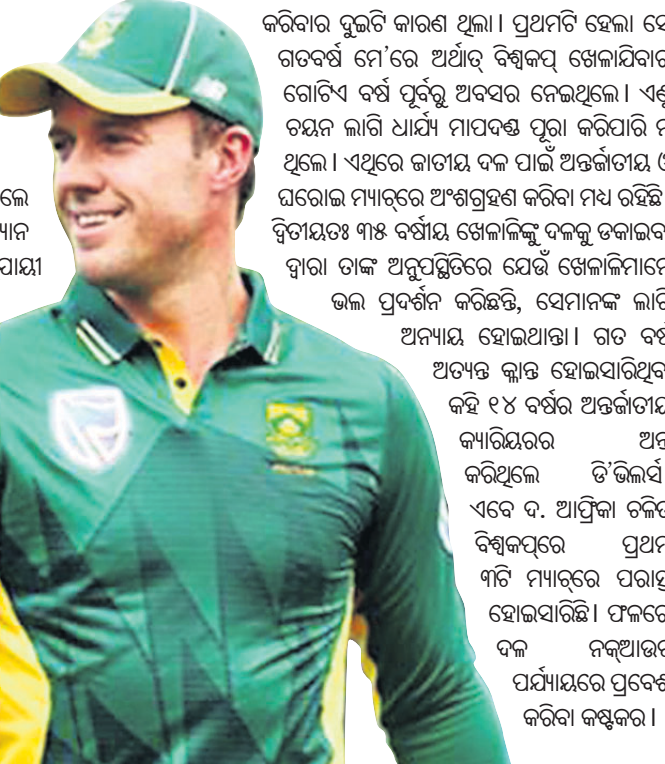 କରିବାର ଦୁଇଟି କାରଣ ଥିଲା। ପ୍ରଥମଟି ହେଲା ସେ
ଗତବର୍ଷ ମେ'ରେ ଅର୍ଥାତ୍ ବିଶ୍ୱକପ୍ ଖେଳାଯିବାର
ଗୋଟିଏ ବର୍ଷ ପୂର୍ବରୁ ଅବସର ନେଇଥିଲେ।
ଚୟନ ଲାଗି ଧାର୍ଯ୍ୟ ମାପଦଣ୍ଡ ପୂରା କରିପାରି ନ
ଥିଲେ। ଏଥିରେ ଜାତୀୟ ଦଳ ପାଇଁ ଅନ୍ତର୍ଜାତୀୟ ଓ
ଘରୋଇ ମ୍ୟାଚ୍‌ରେ ଅଂଶଗ୍ରହଣ କରିବା ମଧ୍ୟ ରହିଛି
ଦ୍ୱିତୀୟତଃ ୩୫ ବର୍ଷୀୟ ଖେଳାଳିଙ୍କୁ ଦଳକୁ ଡକାଇବା
ଦ୍ୱାରା ତାଙ୍କ ଅନୁପସ୍ଥିତିରେ ଯେଉଁ ଖେଳାଳିମାନେ
ଭଲ ପ୍ରଦର୍ଶନ କରିଛନ୍ତି, ସେମାନଙ୍କ ଲାଗି
ଅନ୍ୟାୟ ହୋଇଥାନ୍ତା। ଗତ ବର୍ଷ
ଅତ୍ୟନ୍ତ କ୍ଲାନ୍ତ ହୋଇସାରିଥିବା
କହି ୧୪ ବର୍ଷର ଅନ୍ତର୍ଜାତୀୟ
କ୍ୟାରିୟରର ଅନ୍ତ
କରିଥିଲେ ଡି'ଭିଲର୍ସ
ଏବେ ଦ. ଆଫ୍ରିକା ଚଳିତ
ବିଶ୍ୱକପ୍‌ରେ ପ୍ରଥମ
୩ଟି ମ୍ୟାଚ୍‌ରେ ପରାସ୍ତ
ହୋଇସାରିଛି। ଫଳରେ
ଦଳ ନକ୍‌ଆଉଟ
ପର୍ଯ୍ୟାୟରେ ପ୍ରବେଶ
କରିବା କଷ୍ଟକର।